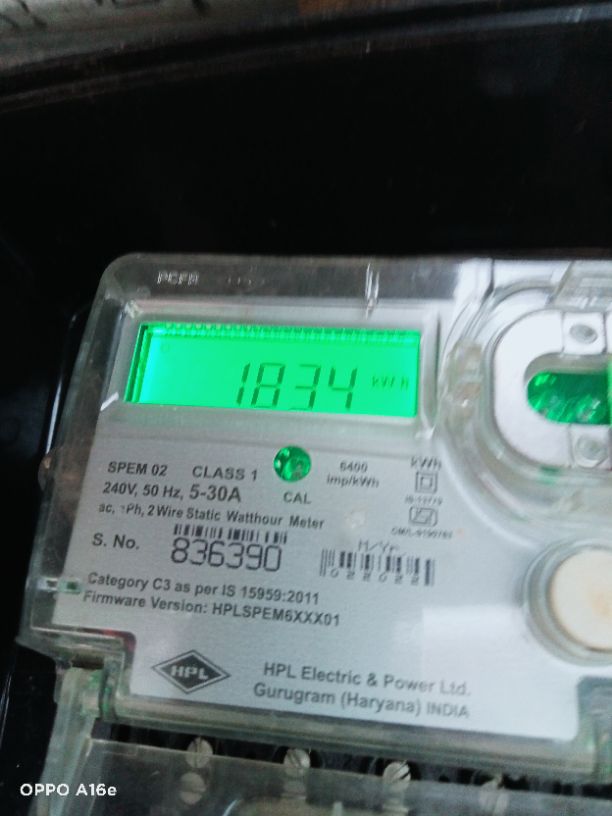 1834 kWh
SPEM 02 CLASS 1
6400 imp/kWh
kWh
240V, 50 Hz, 5-30A
CAL
ac, 1Ph, 2 Wire Static Watthour Meter
S. No. 836390
M/Yr
Category C3 as per IS 15959:2011
Firmware Version: HPLSPEM6XXX01
HPL
HPL Electric & Power Ltd.
Gurugram (Haryana) INDIA
OPPO A16e